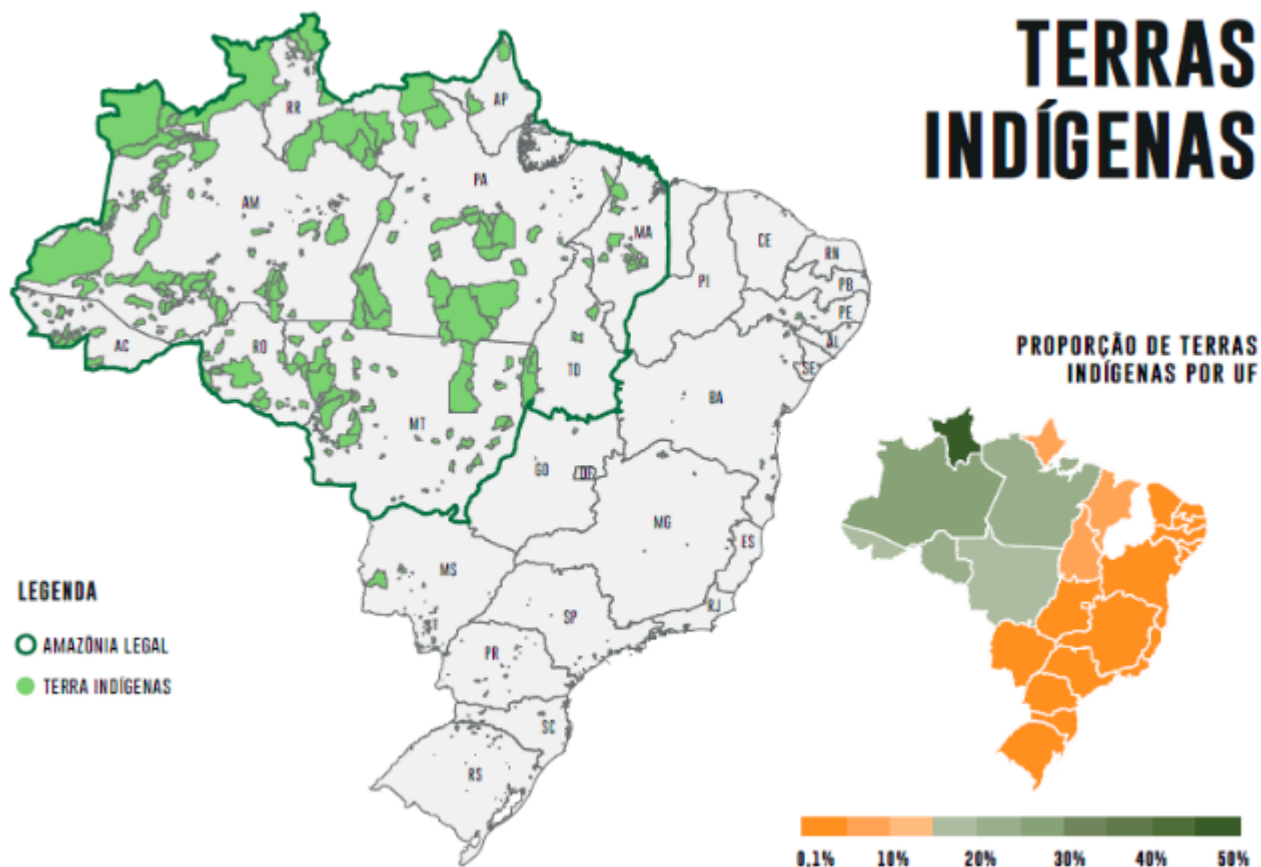 TERRAS
INDÍGENAS
RR
AP
AM
PA
MA
CE
RN
PB
PI
PE
AL
SE
AC
RO
TO
BA
MT
GO
DF
MG
ES
MS
RJ
SP
PR
SC
RS
LEGENDA
AMAZÔNIA LEGAL
TERRA INDÍGENAS
PROPORÇÃO DE TERRAS
INDÍGENAS POR UF
0,1% 10% 20% 30% 40% 50%